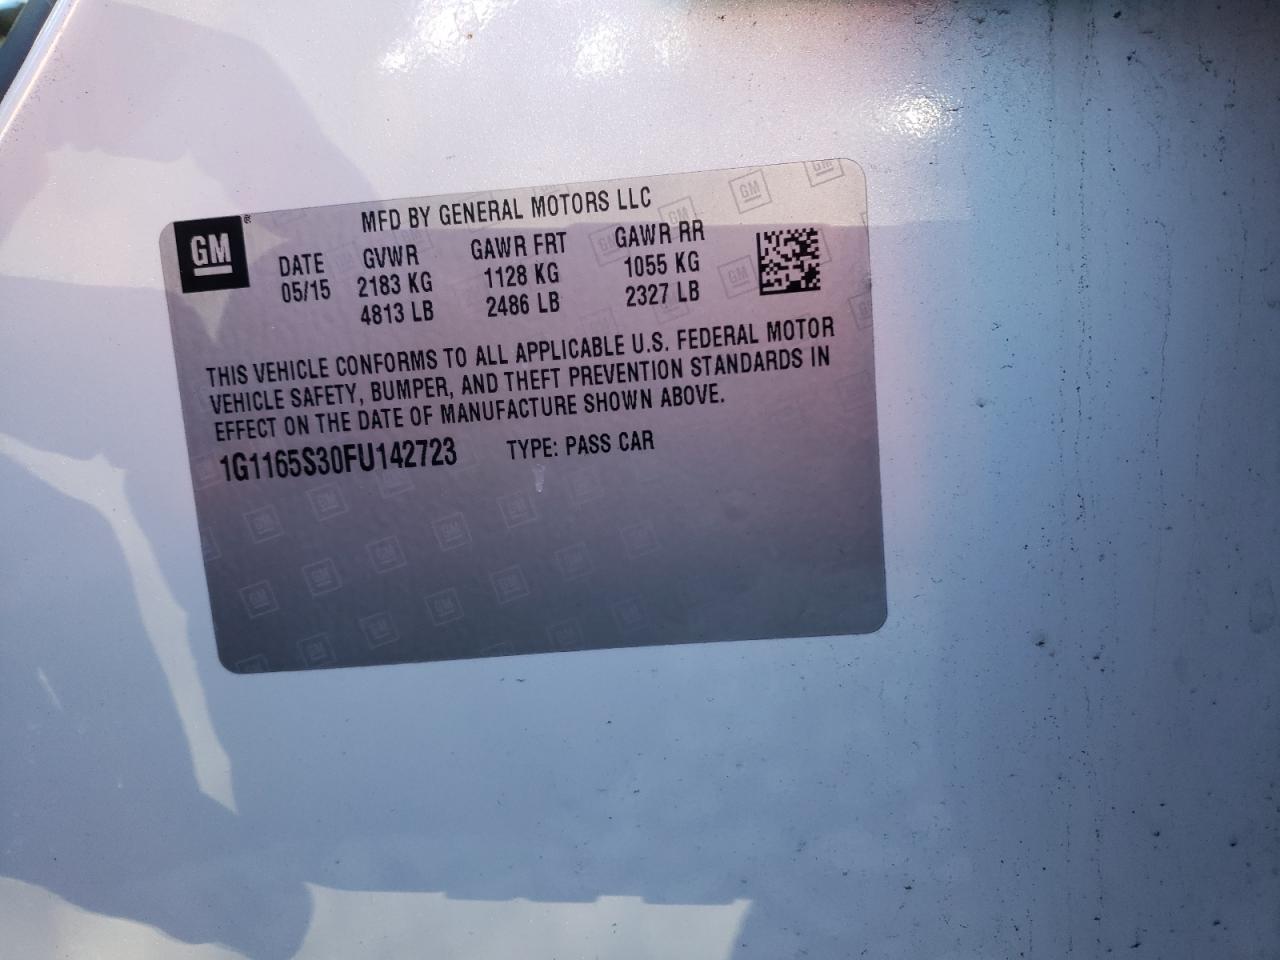 GM
MFD BY GENERAL MOTORS LLC
DATE GVWR GAWR FRT GAWR RR
05/15 2183 KG 1128 KG 1055 KG
4813 LB 2486 LB 2327 LB
THIS VEHICLE CONFORMS TO ALL APPLICABLE U.S. FEDERAL MOTOR
VEHICLE SAFETY, BUMPER, AND THEFT PREVENTION STANDARDS IN
EFFECT ON THE DATE OF MANUFACTURE SHOWN ABOVE.
1G1165S30FU142723 TYPE: PASS CAR